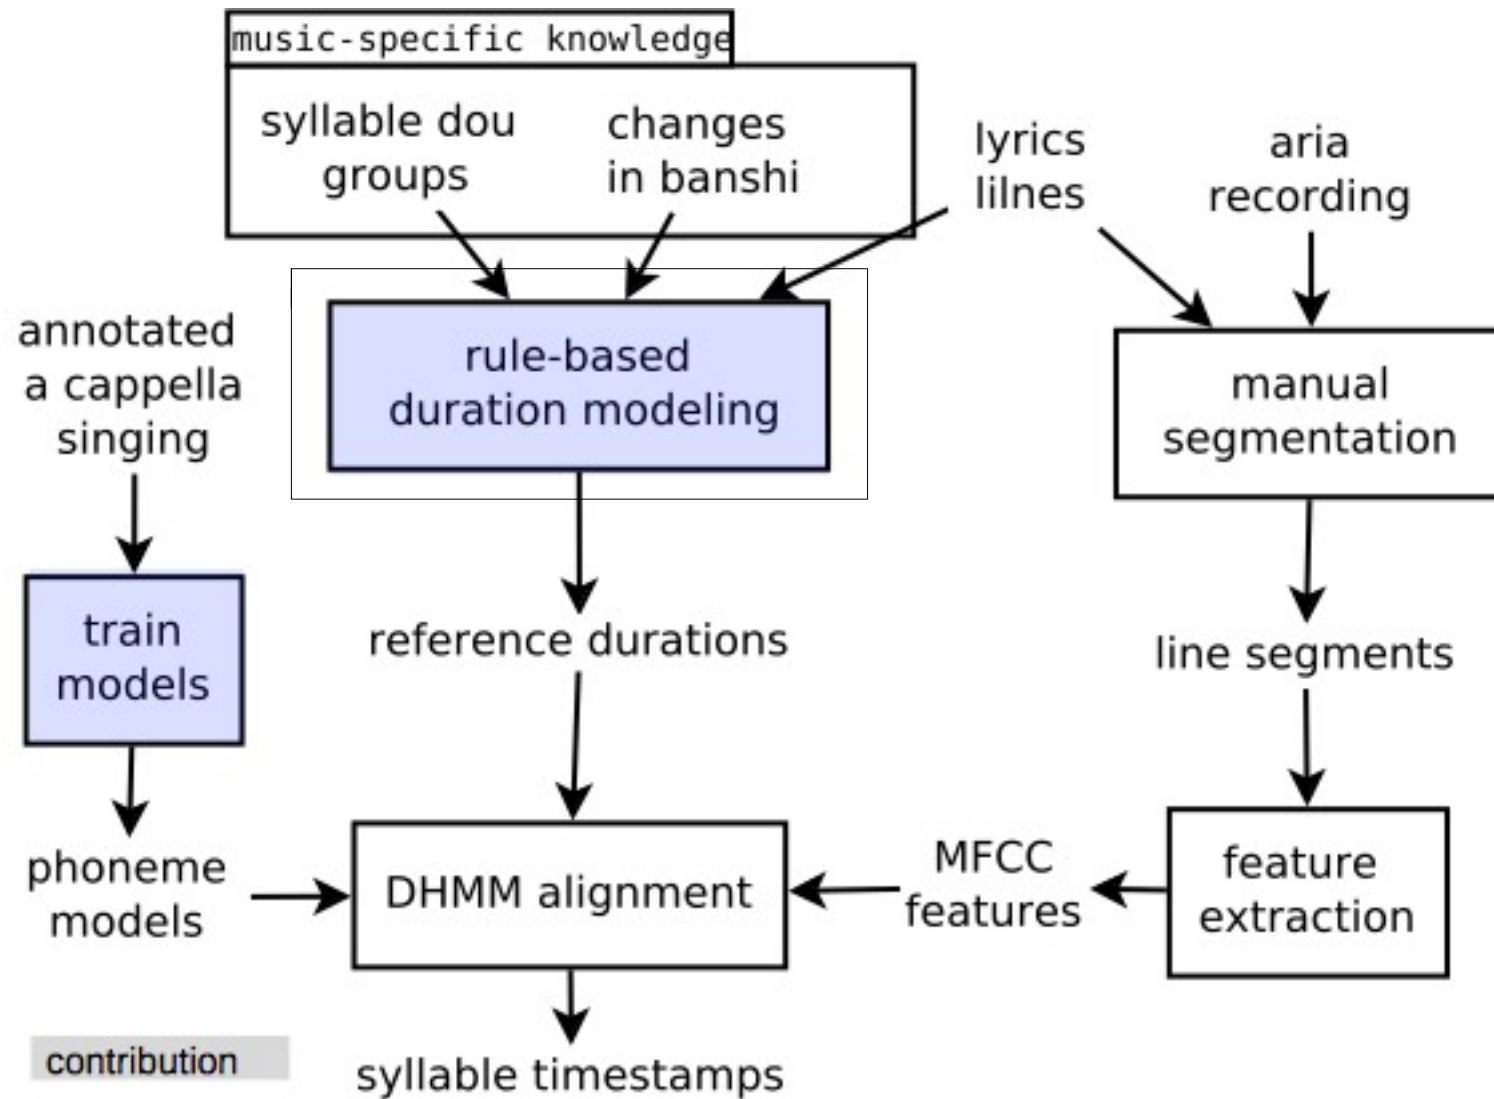 music-specific knowledge
syllable dou
groups
changes
in banshi
lyrics
lilnes
aria
recording
annotated
a cappella
singing
rule-based
duration modeling
manual
segmentation
train
models
reference durations
line segments
phoneme
models
DHMM alignment
MFCC
features
feature
extraction
contribution
syllable timestamps